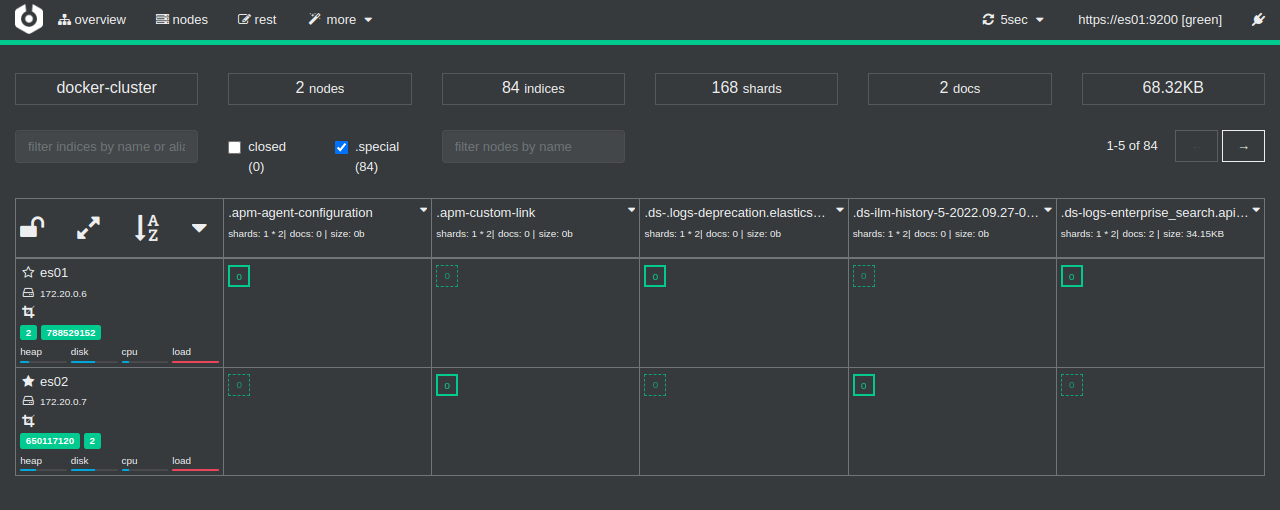 overview nodes rest more 5sec https://es01:9200 [green]
docker-cluster 2 nodes 84 indices 168 shards 2 docs 68.32KB
filter indices by name or alia closed .special filter nodes by name 1-5 of 84 ← →
(0) (84)
.apm-agent-configuration .apm-custom-link .ds-.logs-deprecation.elastics… .ds-ilm-history-5-2022.09.27-0… .ds-logs-enterprise_search.api…
shards: 1 * 2| docs: 0 | size: 0b shards: 1 * 2| docs: 0 | size: 0b shards: 1 * 2| docs: 0 | size: 0b shards: 1 * 2| docs: 0 | size: 0b shards: 1 * 2| docs: 2 | size: 34.15KB
es01 0 0 0 0 0
172.20.0.6
2 788529152
heap disk cpu load
es02 0 0 0 0 0
172.20.0.7
650117120 2
heap disk cpu load